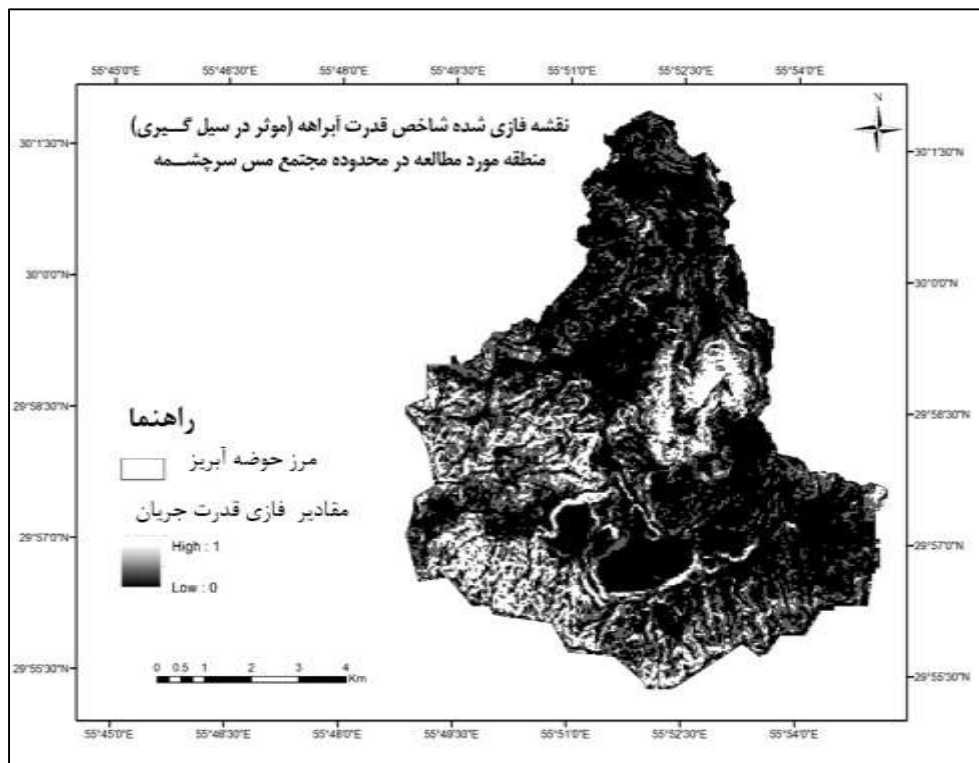 55°45'0"E 55°46'30"E 55°48'0"E 55°49'30"E 55°51'0"E 55°52'30"E 55°54'0"E
نقشه فازی شده شاخص قدرت آبراهه (موثر در سیل گیری)
منطقه مورد مطالعه در محدوده مجتمع مس سرچشمه
N
30°1'30"N 30°1'30"N
30°0'0"N 30°0'0"N
29°58'30"N 29°58'30"N
راهنما
مرز حوضه آبریز
مقادیر فازی قدرت جریان
High : 1
Low : 0
29°57'0"N 29°57'0"N
29°55'30"N 29°55'30"N
0 0.5 1 2 3 4
Km
55°45'0"E 55°46'30"E 55°48'0"E 55°49'30"E 55°51'0"E 55°52'30"E 55°54'0"E